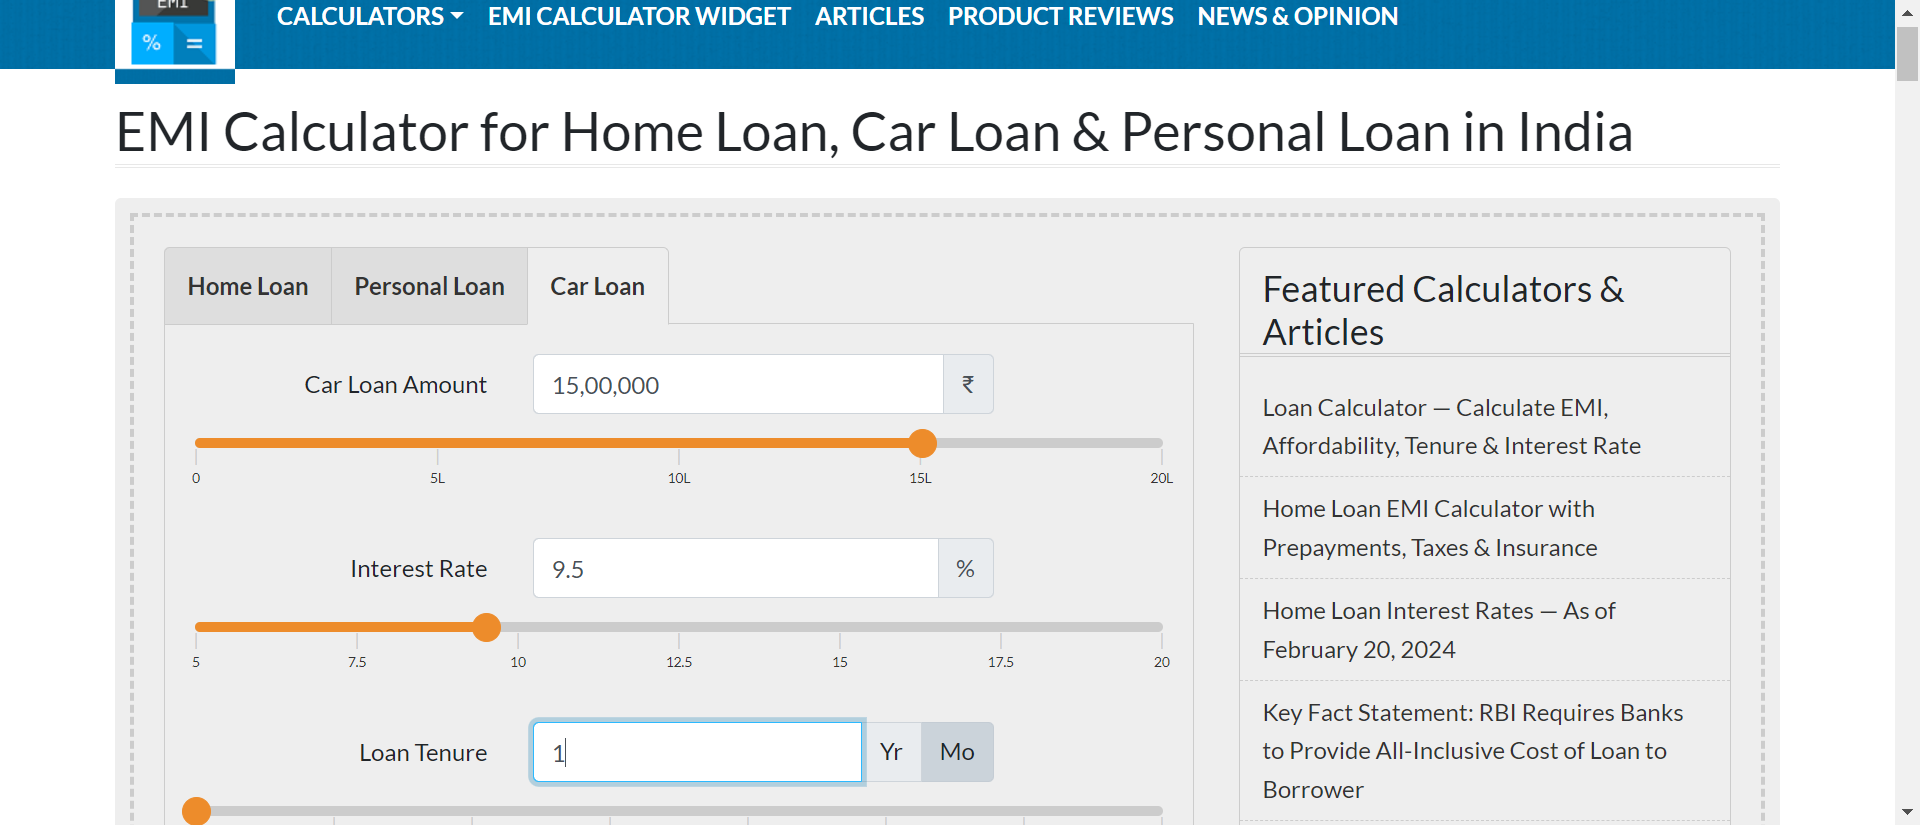 EMI
% =
CALCULATORS EMI CALCULATOR WIDGET ARTICLES PRODUCT REVIEWS NEWS & OPINION
EMI Calculator for Home Loan, Car Loan & Personal Loan in India
Home Loan Personal Loan Car Loan
Car Loan Amount 15,00,000 ₹
0 5L 10L 15L 20L
Interest Rate 9.5 %
5 7.5 10 12.5 15 17.5 20
Loan Tenure 1 Yr Mo
Featured Calculators &
Articles
Loan Calculator — Calculate EMI,
Affordability, Tenure & Interest Rate
Home Loan EMI Calculator with
Prepayments, Taxes & Insurance
Home Loan Interest Rates — As of
February 20, 2024
Key Fact Statement: RBI Requires Banks
to Provide All-Inclusive Cost of Loan to
Borrower